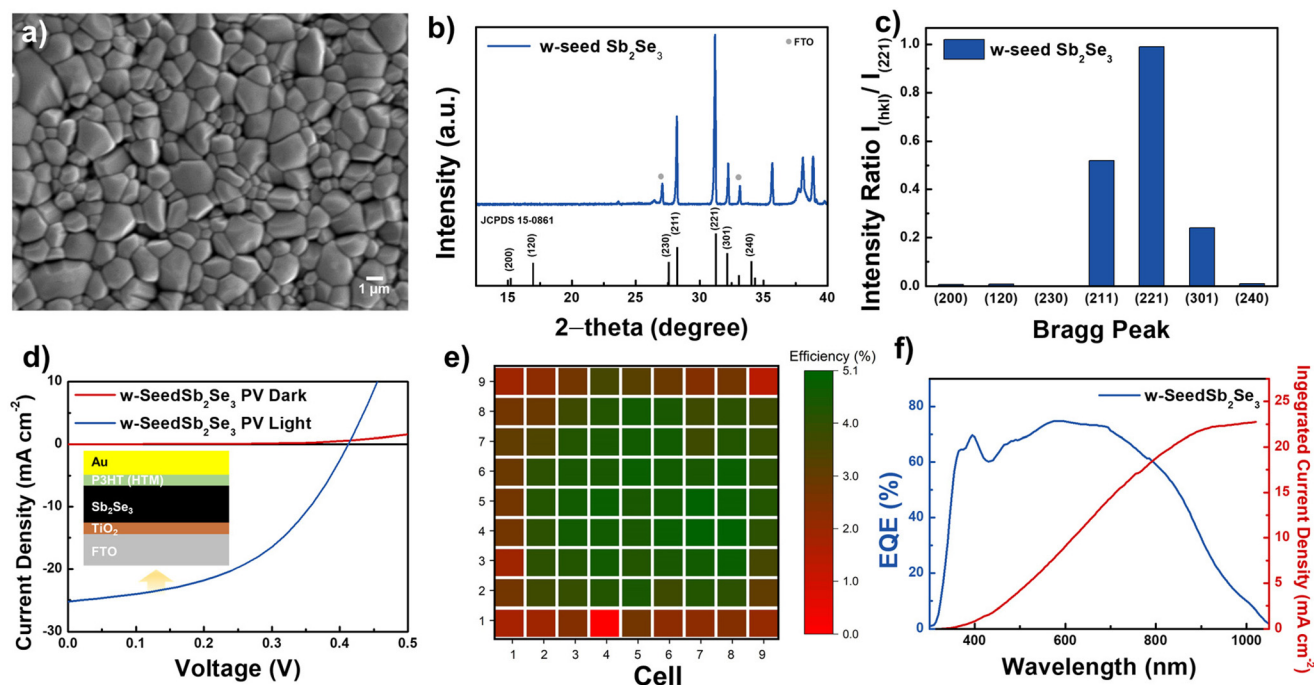 a)
1 μm
b)
w-seed Sb₂Se₃
FTO
JCPDS 15-0861
(200)
(120)
(230)
(211)
(221)
(301)
(240)
Intensity (a.u.)
15
20
25
30
35
40
2−theta (degree)
c)
w-seed Sb₂Se₃
Intensity Ratio I(hkl)/ I(221)
1.0
0.8
0.6
0.4
0.2
0.0
(200) (120) (230) (211) (221) (301) (240)
Bragg Peak
d)
w-SeedSb₂Se₃ PV Dark
w-SeedSb₂Se₃ PV Light
Au
P3HT (HTM)
Sb₂Se₃
TiO₂
FTO
Current Density (mA cm⁻²)
10
0
-10
-20
-30
0.0 0.1 0.2 0.3 0.4 0.5
Voltage (V)
e)
Efficiency (%)
9
8
7
6
5
4
3
2
1
1 2 3 4 5 6 7 8 9
Cell
5.1
4.0
3.0
2.0
1.0
0.0
f)
w-SeedSb₂Se₃
EQE (%)
90
60
30
0
400 600 800 1000
Wavelength (nm)
25
20
15
10
5
0
Ingegrated Current Density (mA cm⁻²)